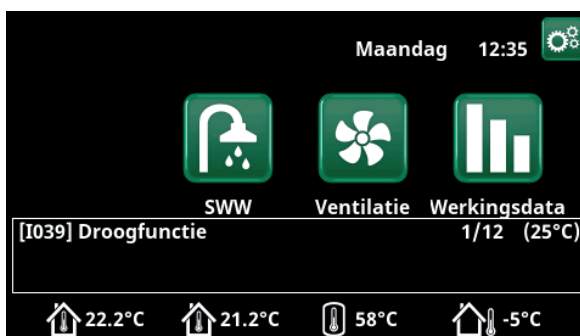 Maandag 12:35
SWW Ventilatie Werkingsdata
[I039] Droogfunctie 1/12 (25°C)
22.2°C 21.2°C 58°C -5°C